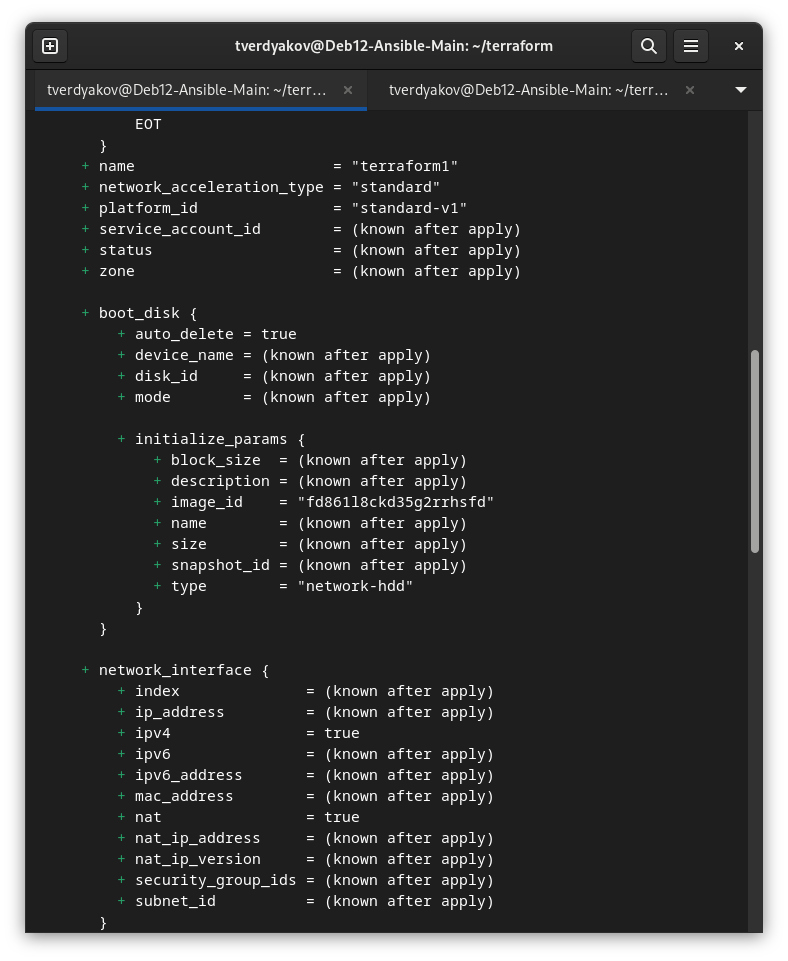 tverdyakov@Deb12-Ansible-Main: ~/terraform
tverdyakov@Deb12-Ansible-Main: ~/terr… tverdyakov@Deb12-Ansible-Main: ~/terr…
EOT
}
+ name = "terraform1"
+ network_acceleration_type = "standard"
+ platform_id = "standard-v1"
+ service_account_id = (known after apply)
+ status = (known after apply)
+ zone = (known after apply)
+ boot_disk {
+ auto_delete = true
+ device_name = (known after apply)
+ disk_id = (known after apply)
+ mode = (known after apply)
+ initialize_params {
+ block_size = (known after apply)
+ description = (known after apply)
+ image_id = "fd861l8ckd35g2rrhsfd"
+ name = (known after apply)
+ size = (known after apply)
+ snapshot_id = (known after apply)
+ type = "network-hdd"
}
}
+ network_interface {
+ index = (known after apply)
+ ip_address = (known after apply)
+ ipv4 = true
+ ipv6 = (known after apply)
+ ipv6_address = (known after apply)
+ mac_address = (known after apply)
+ nat = true
+ nat_ip_address = (known after apply)
+ nat_ip_version = (known after apply)
+ security_group_ids = (known after apply)
+ subnet_id = (known after apply)
}